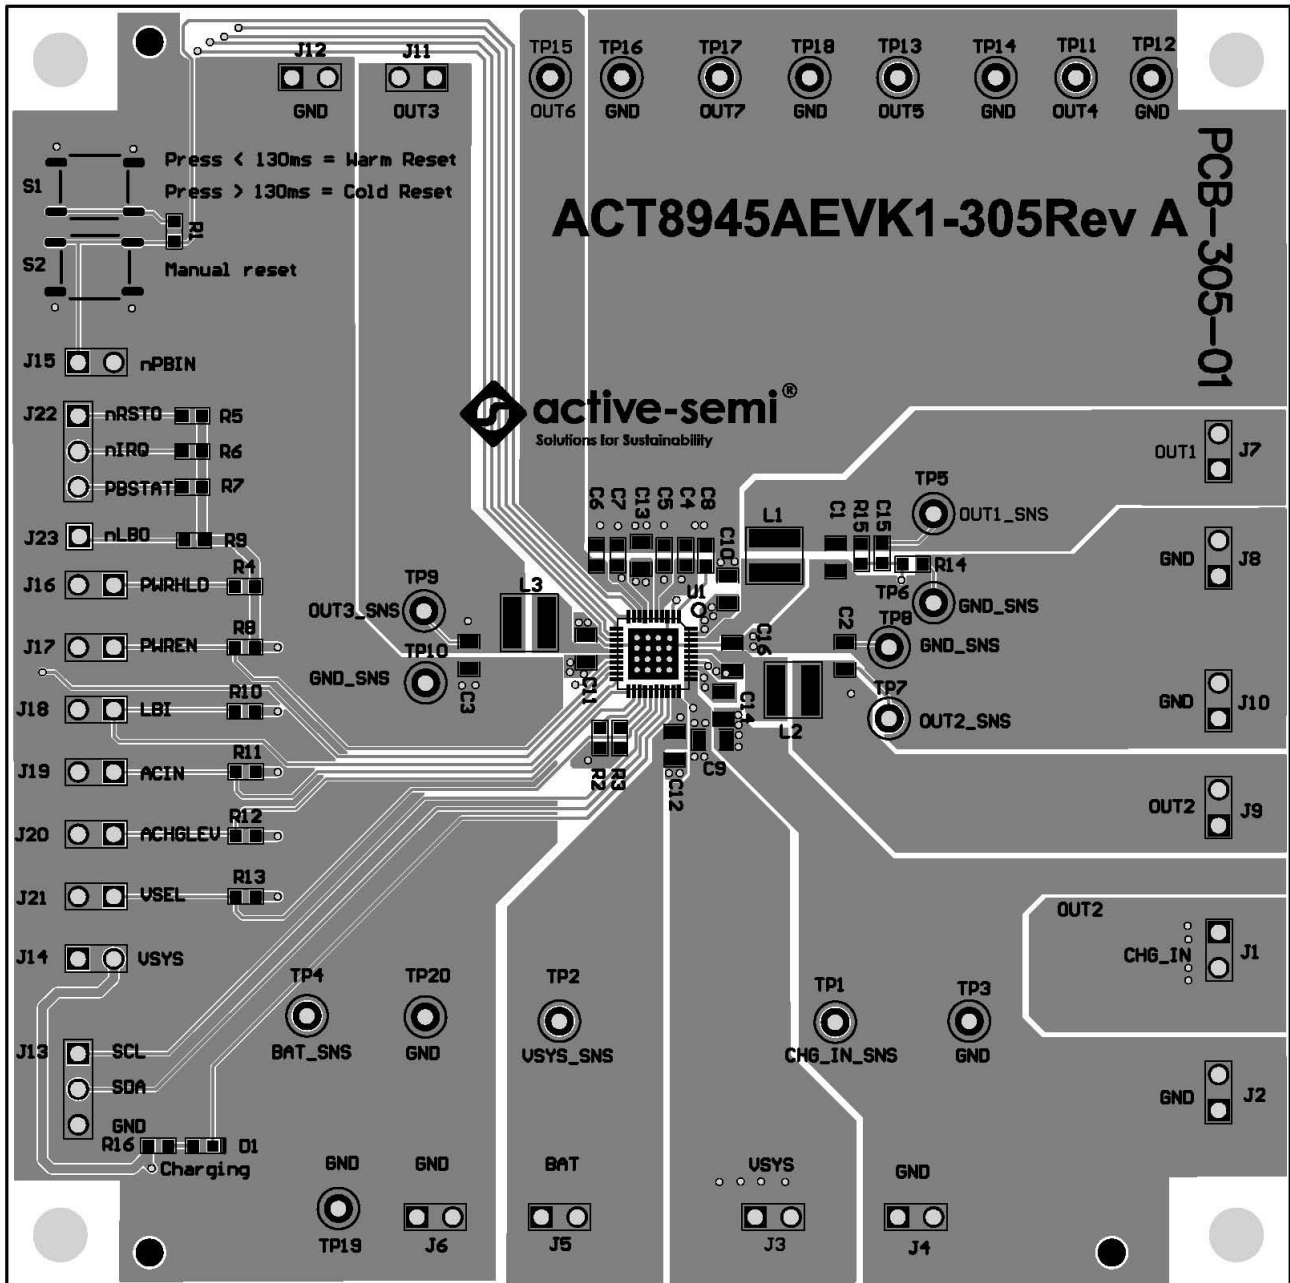 J12
J11
TP15
TP16
TP17
TP18
TP13
TP14
TP11
TP12
GND
OUT3
OUT6
GND
OUT7
GND
OUT5
GND
OUT4
GND
Press < 130ms = Warm Reset
Press > 130ms = Cold Reset
S1
R1
S2
Manual reset
ACT8945AEVK1-305Rev A
PCB-305-01
J15
nPBIN
J22
nRSTO
R5
nIRQ
R6
PBSTAT
R7
J23
nLBO
R9
R4
J16
PWRHLD
J17
PWREN
R8
J18
LBI
R10
J19
ACIN
R11
J20
ACHGLEV
R12
J21
VSEL
R13
J14
VSYS
active-semi®
Solutions for Sustainability
OUT1
J7
GND
J8
GND
J10
OUT2
J9
C6
C7
C13
C5
C4
C8
C10
L1
C1
R15
C15
TP5
OUT1_SNS
R14
TP6
GND_SNS
U1
TP9
OUT3_SNS
L3
TP10
GND_SNS
C3
C11
C16
C2
TP8
GND_SNS
TP7
OUT2_SNS
C14
L2
R2
R3
C12
C9
OUT2
CHG_IN
J1
TP4
BAT_SNS
TP20
GND
TP2
VSYS_SNS
TP1
CHG_IN_SNS
TP3
GND
J13
SCL
SDA
GND
R16
D1
Charging
GND
J2
GND
TP19
GND
J6
BAT
J5
VSYS
J3
GND
J4